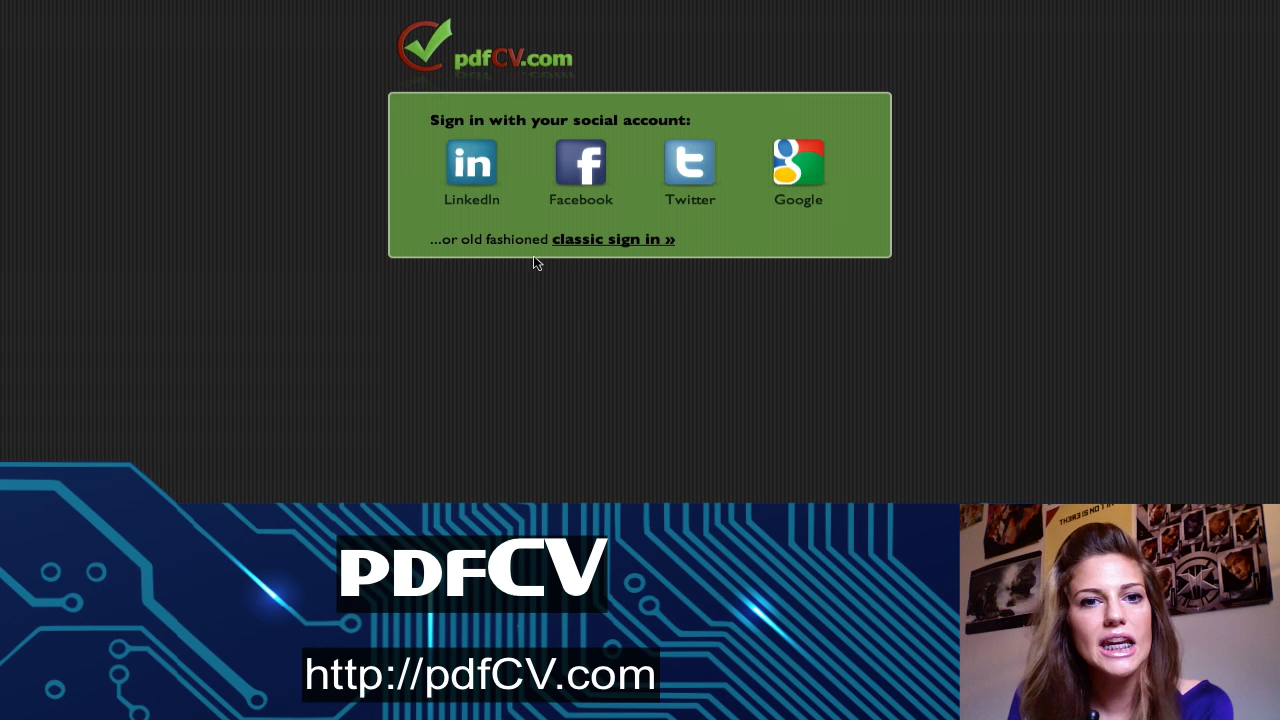 pdfCV.com
Sign in with your social account:
in
f
t
g
LinkedIn
Facebook
Twitter
Google
...or old fashioned classic sign in »
PDFCV
http://pdfCV.com